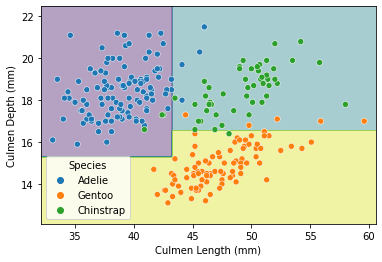 22
20
18
16
14
Culmen Depth (mm)
Species
Adelie
Gentoo
Chinstrap
35
40
45
50
55
60
Culmen Length (mm)